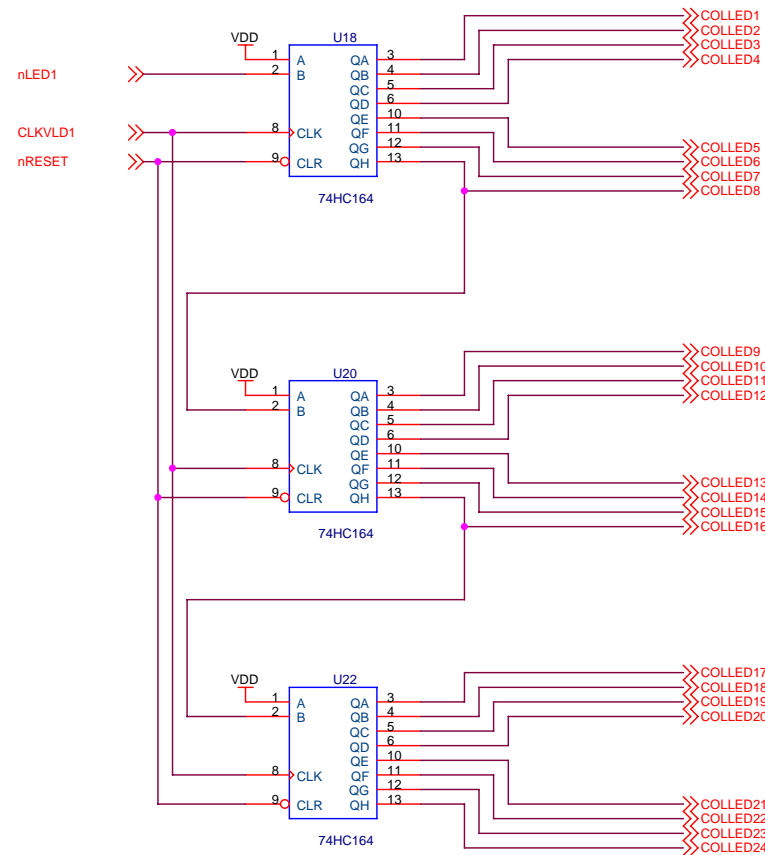 U18
VDD
1 A QA 3 COLLED1
nLED1 2 B QB 4 COLLED2
QC 5 COLLED3
QD 6 COLLED4
QE 10 COLLED5
CLKVLD1 8 CLK QF 11 COLLED6
QG 12 COLLED7
nRESET 9 CLR QH 13 COLLED8
74HC164
U20
VDD
1 A QA 3 COLLED9
2 B QB 4 COLLED10
QC 5 COLLED11
QD 6 COLLED12
QE 10 COLLED13
8 CLK QF 11 COLLED14
QG 12 COLLED15
9 CLR QH 13 COLLED16
74HC164
U22
VDD
1 A QA 3 COLLED17
2 B QB 4 COLLED18
QC 5 COLLED19
QD 6 COLLED20
QE 10 COLLED21
8 CLK QF 11 COLLED22
QG 12 COLLED23
9 CLR QH 13 COLLED24
74HC164